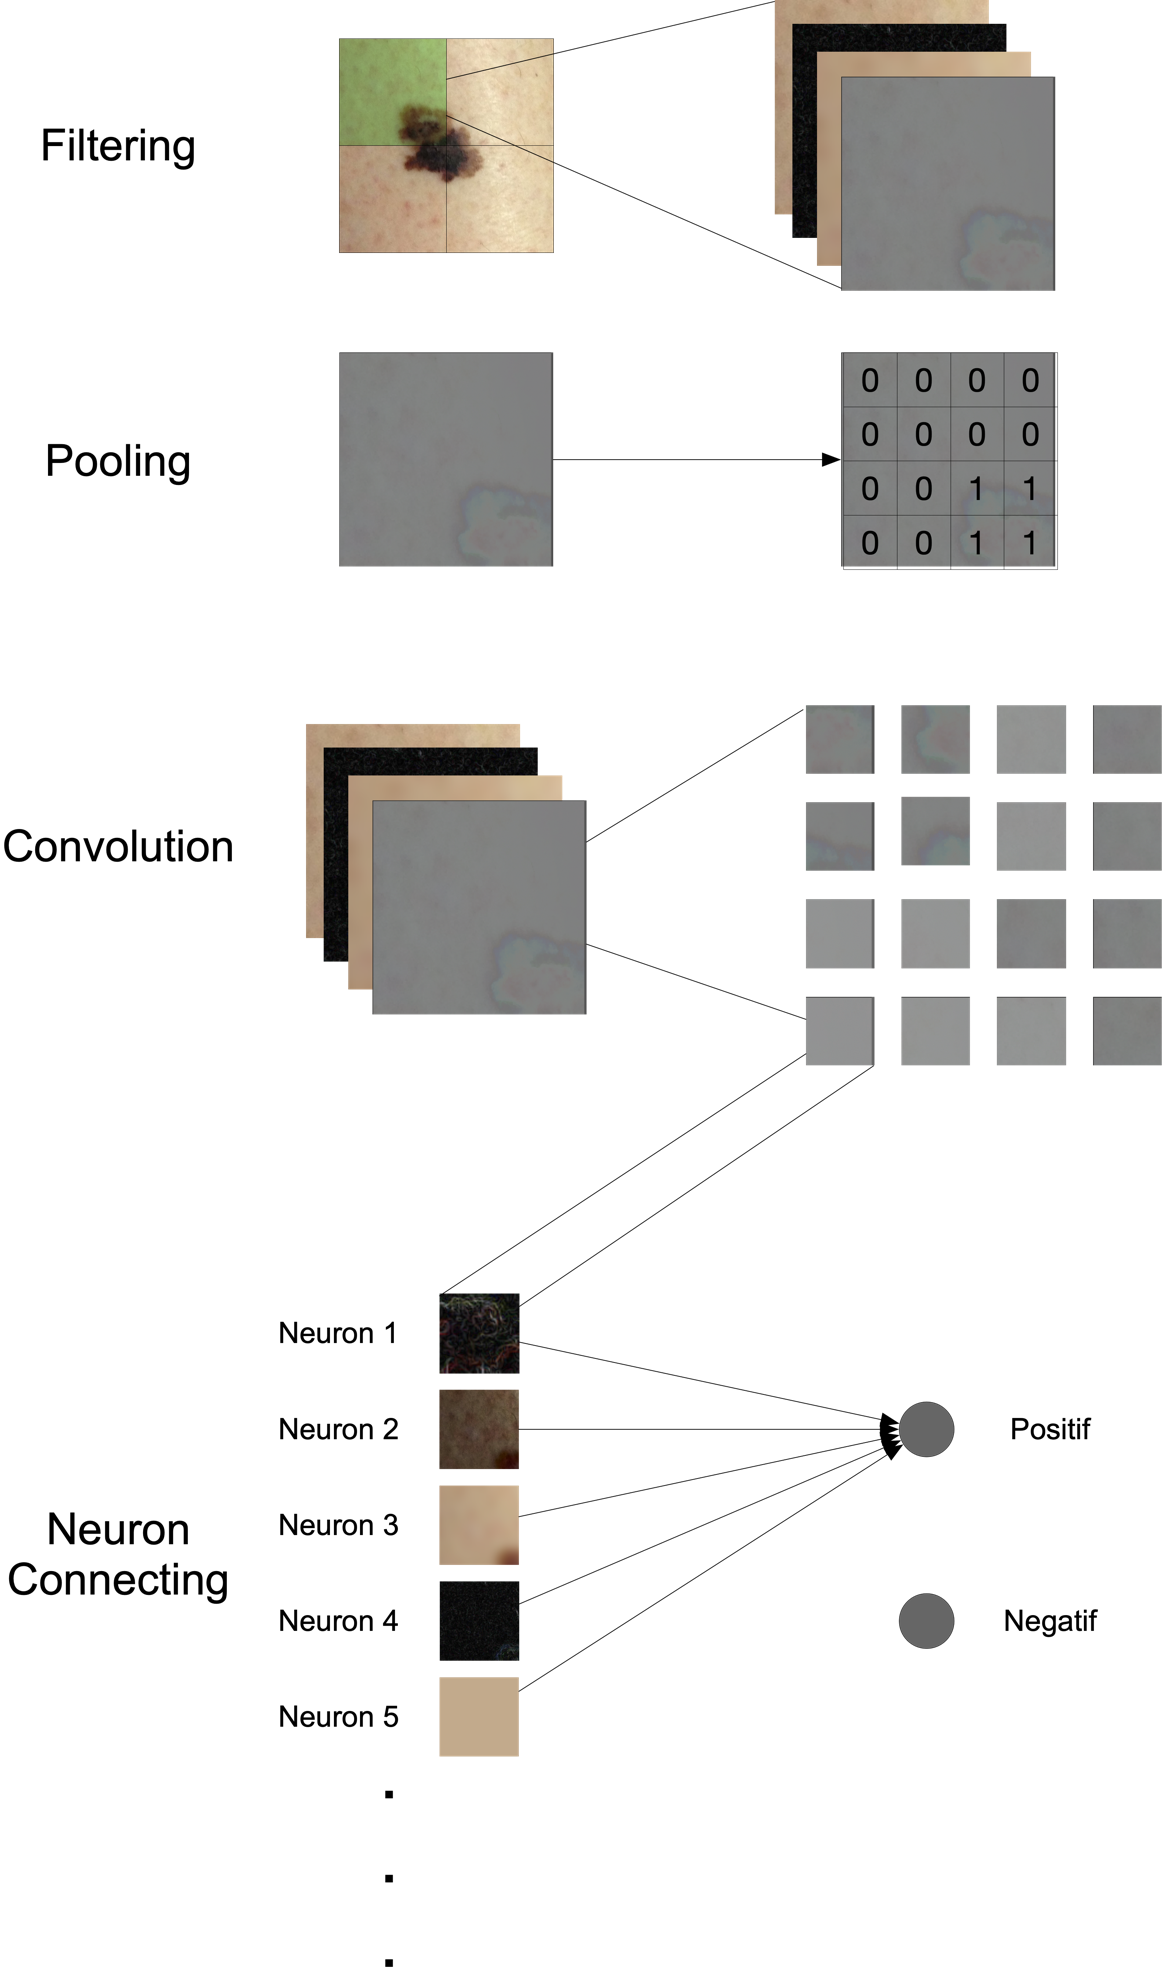 Filtering
Pooling
0 0 0 0
0 0 0 0
0 0 1 1
0 0 1 1
Convolution
Neuron
Connecting
Neuron 1
Neuron 2
Neuron 3
Neuron 4
Neuron 5
Positif
Negatif
.
.
.